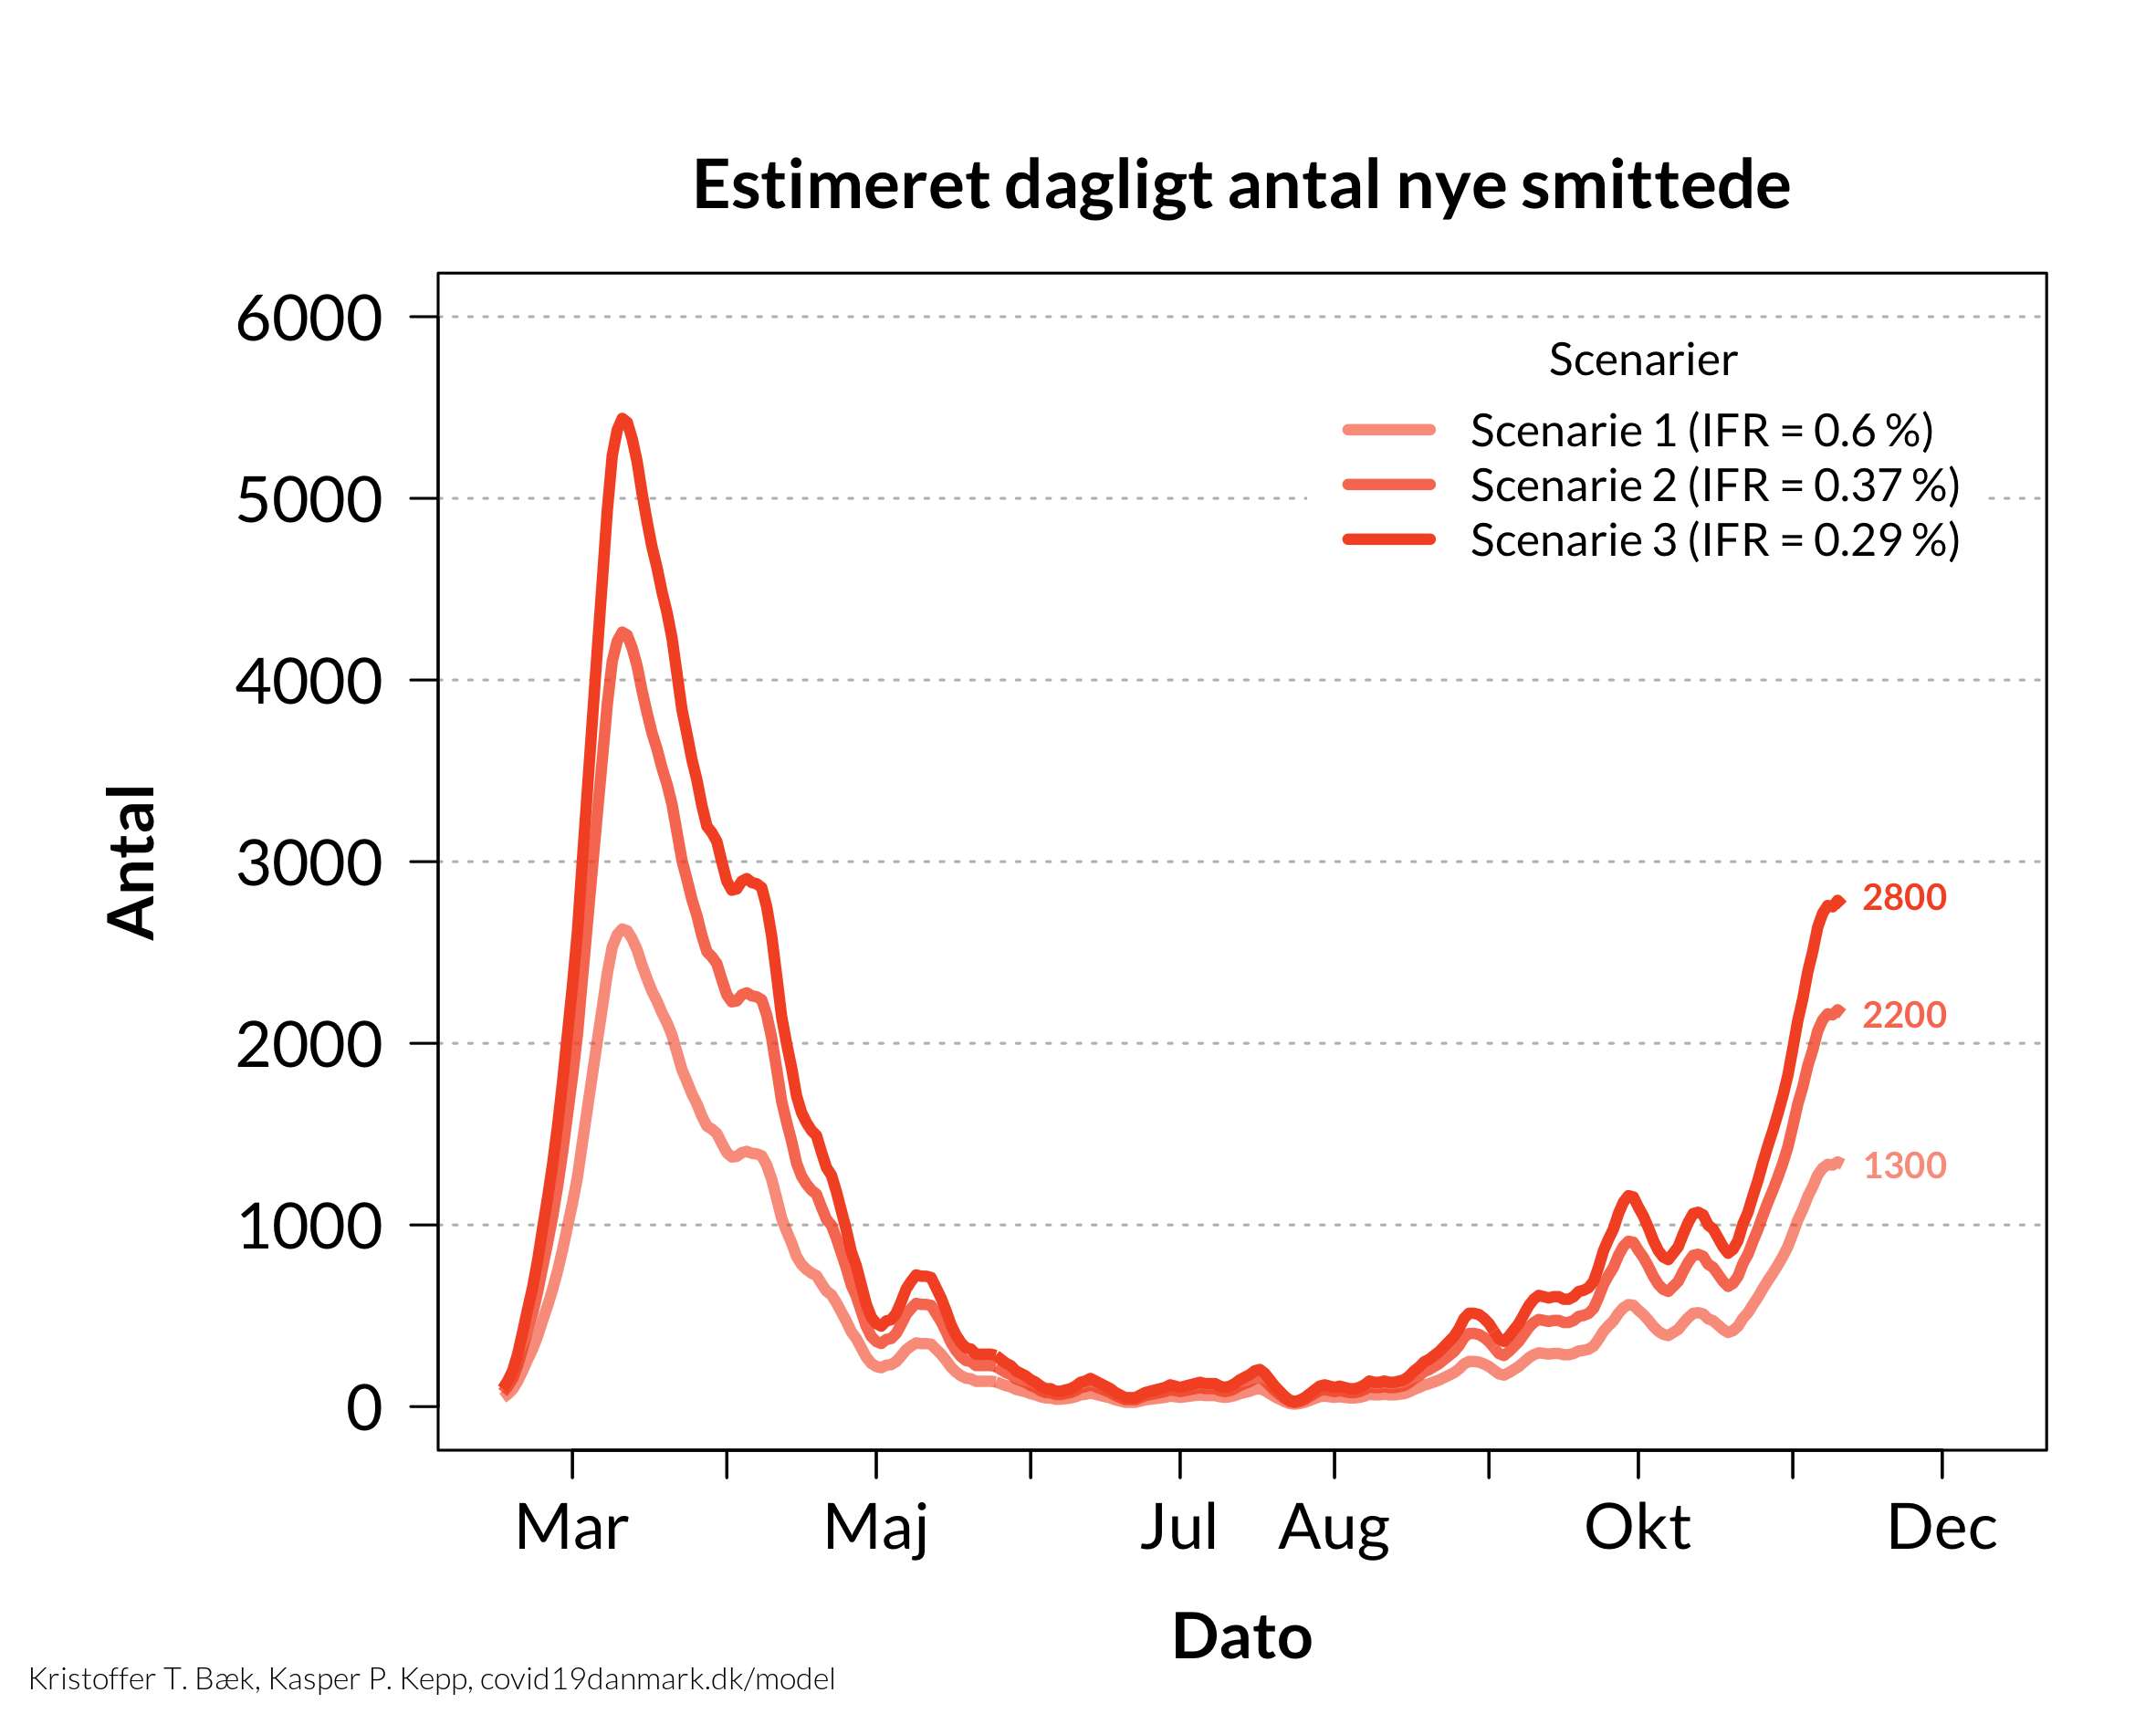 Estimeret dagligt antal nye smittede
6000
5000
4000
3000
2000
1000
0
Antal
Scenarier
Scenarie 1 (IFR = 0.6 %)
Scenarie 2 (IFR = 0.37 %)
Scenarie 3 (IFR = 0.29 %)
2800
2200
1300
Mar Maj Jul Aug Okt Dec
Dato
Kristoffer T. Bæk, Kasper P. Kepp, covid19danmark.dk/model